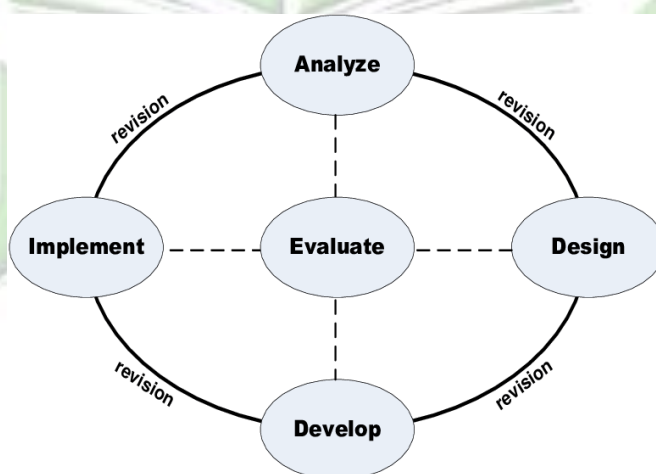 Analyze
revision
revision
Implement
Evaluate
Design
revision
revision
Develop